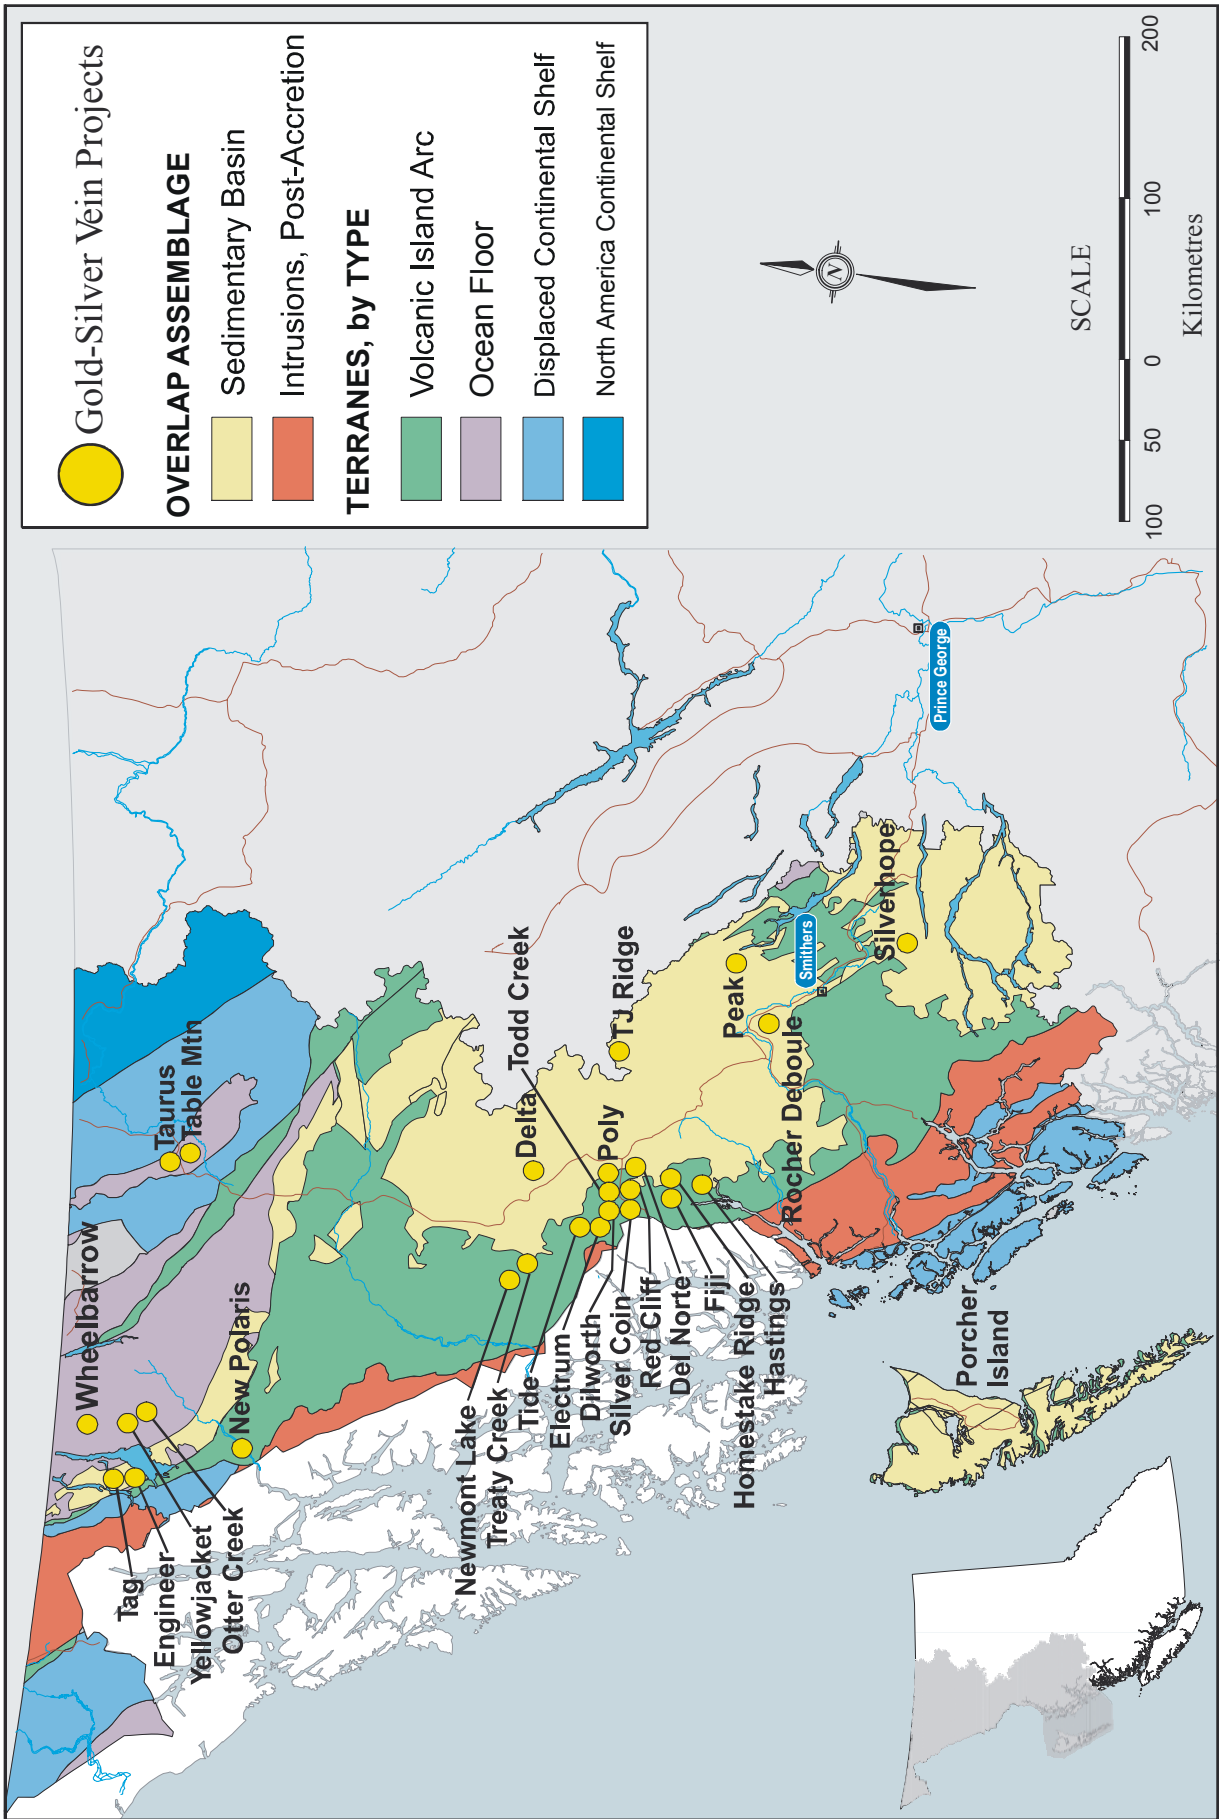 Gold-Silver Vein Projects
OVERLAP ASSEMBLAGE
Sedimentary Basin
Intrusions, Post-Accretion
TERRANES, by TYPE
Volcanic Island Arc
Ocean Floor
Displaced Continental Shelf
North America Continental Shelf
N
SCALE
100
50
0
100
200
Kilometres
Wheelbarrow
Taurus
Table Mtn
New Polaris
Tag
Engineer
Yellowjacket
Otter Creek
Newmont Lake
Treaty Creek
Tide
Electrum
Dilworth
Silver Coin
Red Cliff
Del Norte
Fiji
Homestake Ridge
Hastings
Delta
Todd Creek
Poly
TJ Ridge
Peak
Rocher Deboule
Smithers
Silverhope
Prince George
Porcher
Island